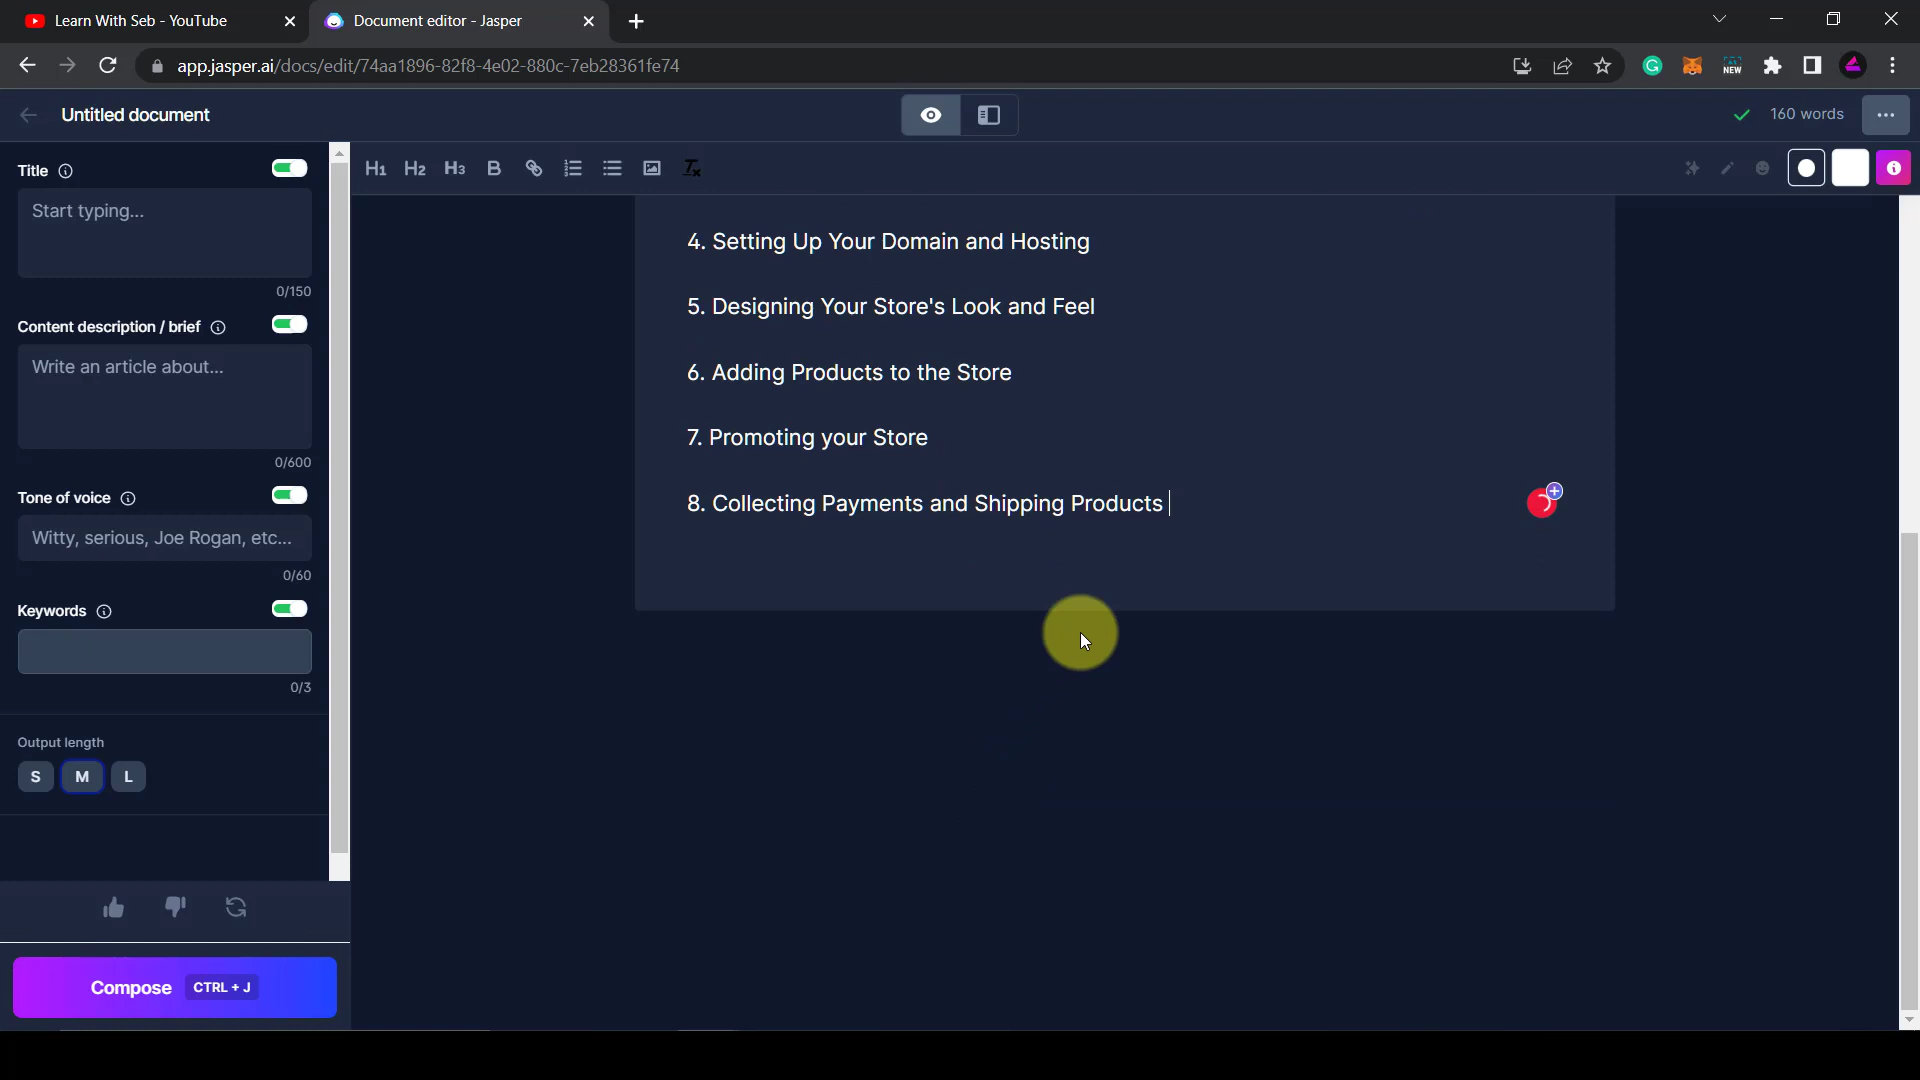 Learn With Seb - YouTube
Document editor - Jasper
app.jasper.ai/docs/edit/74aa1896-82f8-4e02-880c-7eb28361fe74
NEW
Untitled document
160 words
Title
Start typing...
0/150
Content description / brief
Write an article about...
0/600
Tone of voice
Witty, serious, Joe Rogan, etc...
0/60
Keywords
0/3
Output length
S M L
Compose CTRL + J
H1 H2 H3 B
4. Setting Up Your Domain and Hosting
5. Designing Your Store's Look and Feel
6. Adding Products to the Store
7. Promoting your Store
8. Collecting Payments and Shipping Products